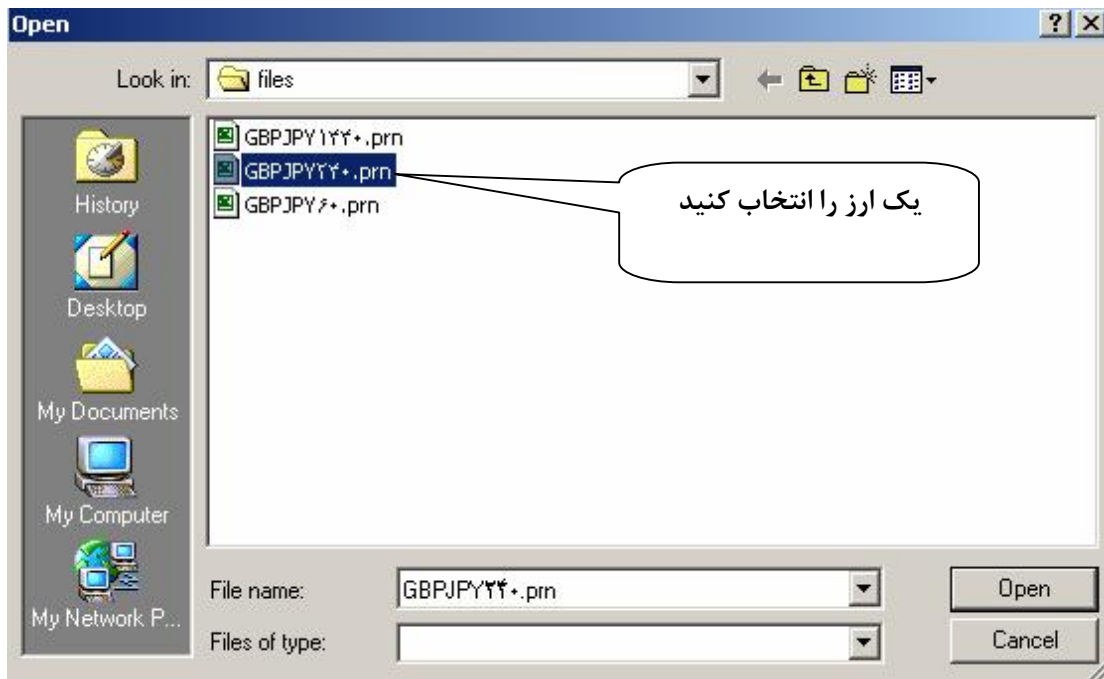 Open
Look in: files
GBPJPY۱۴۴۰.prn
GBPJPY۲۴۰.prn
GBPJPY۶۰.prn
یک ارز را انتخاب کنید
History
Desktop
My Documents
My Computer
My Network P...
File name: GBPJPY۲۴۰.prn
Open
Files of type:
Cancel